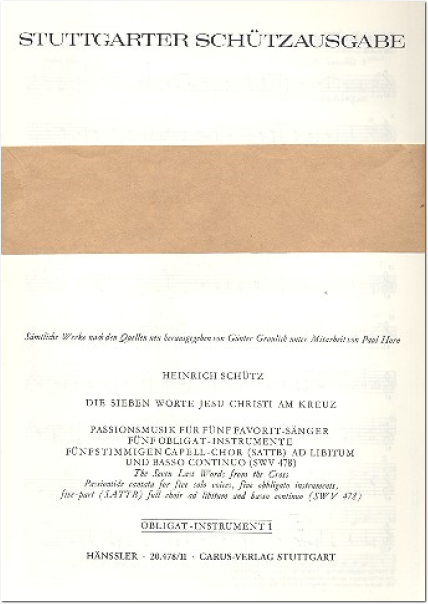 STUTTGARTER SCHÜTZAUSGABE
Sämtliche Werke nach den Quellen neu herausgegeben von Günter Graulich unter Mitarbeit von Paul Horn
HEINRICH SCHÜTZ
DIE SIEBEN WORTE JESU CHRISTI AM KREUZ
PASSIONSMUSIK FÜR FÜNF FAVORIT-SÄNGER
FÜNF OBLIGAT-INSTRUMENTE
FÜNFSTIMMIGEN CAPELL-CHOR (SATTB) AD LIBITUM
UND BASSO CONTINUO (SWV 478)
The Seven Last Words from the Cross
Passiontide cantata for five solo voices, five obbligato instruments,
five-part (SATTB) full choir ad libitum and basso continuo (SWV 478)
OBLIGAT-INSTRUMENT 1
HÄNSSLER - 20.478/11 - CARUS-VERLAG STUTTGART